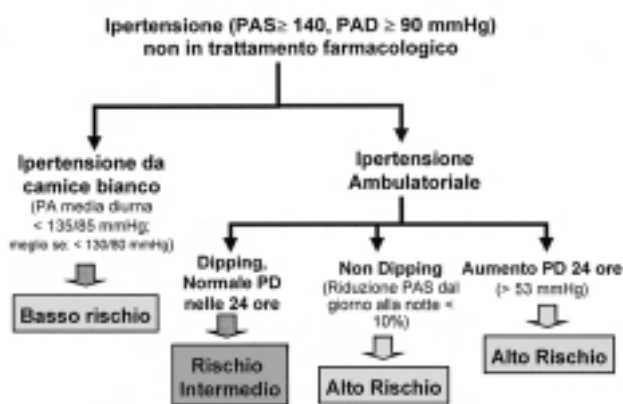 Ipertensione (PAS≥ 140, PAD ≥ 90 mmHg)
non in trattamento farmacologico
Ipertensione da
camice bianco
(PA media diurna
< 135/85 mmHg;
meglio se: < 130/80 mmHg)
Basso rischio
Ipertensione
Ambulatoriale
Dipping,
Normale PD
nelle 24 ore
Rischio
Intermedio
Non Dipping
(Riduzione PAS dal
giorno alla notte <
10%)
Alto Rischio
Aumento PD 24 ore
(> 53 mmHg)
Alto Rischio